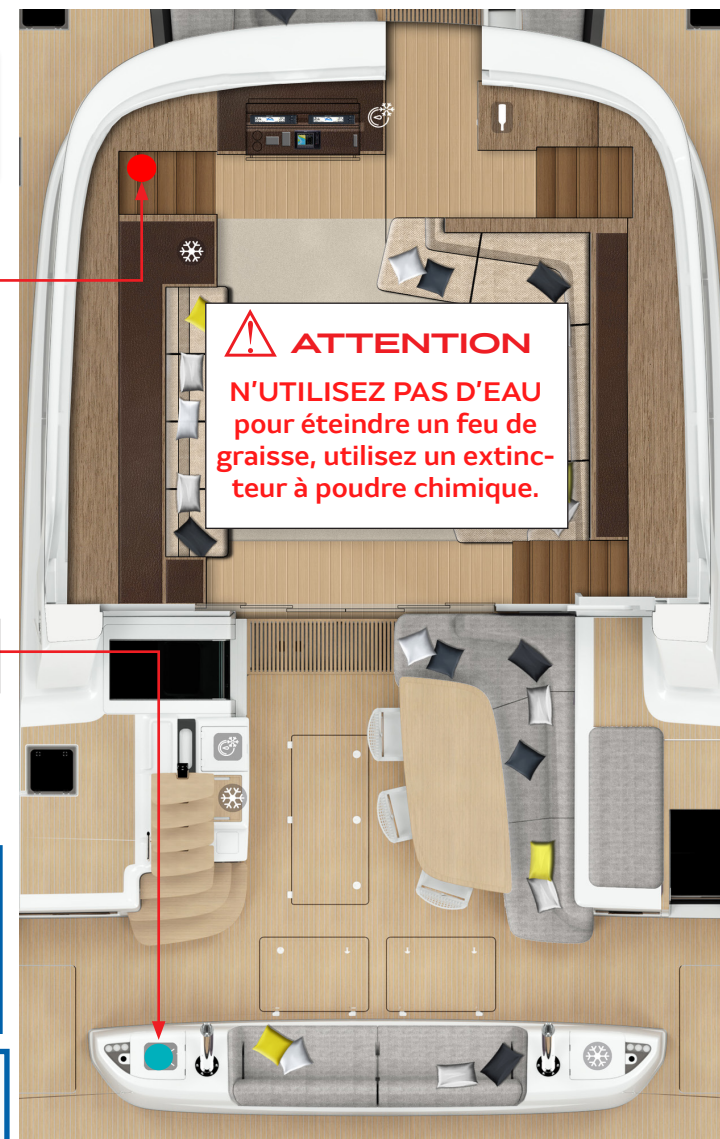 ATTENTION
N'UTILISEZ PAS D'EAU
pour éteindre un feu de
graisse, utilisez un extinc-
teur à poudre chimique.